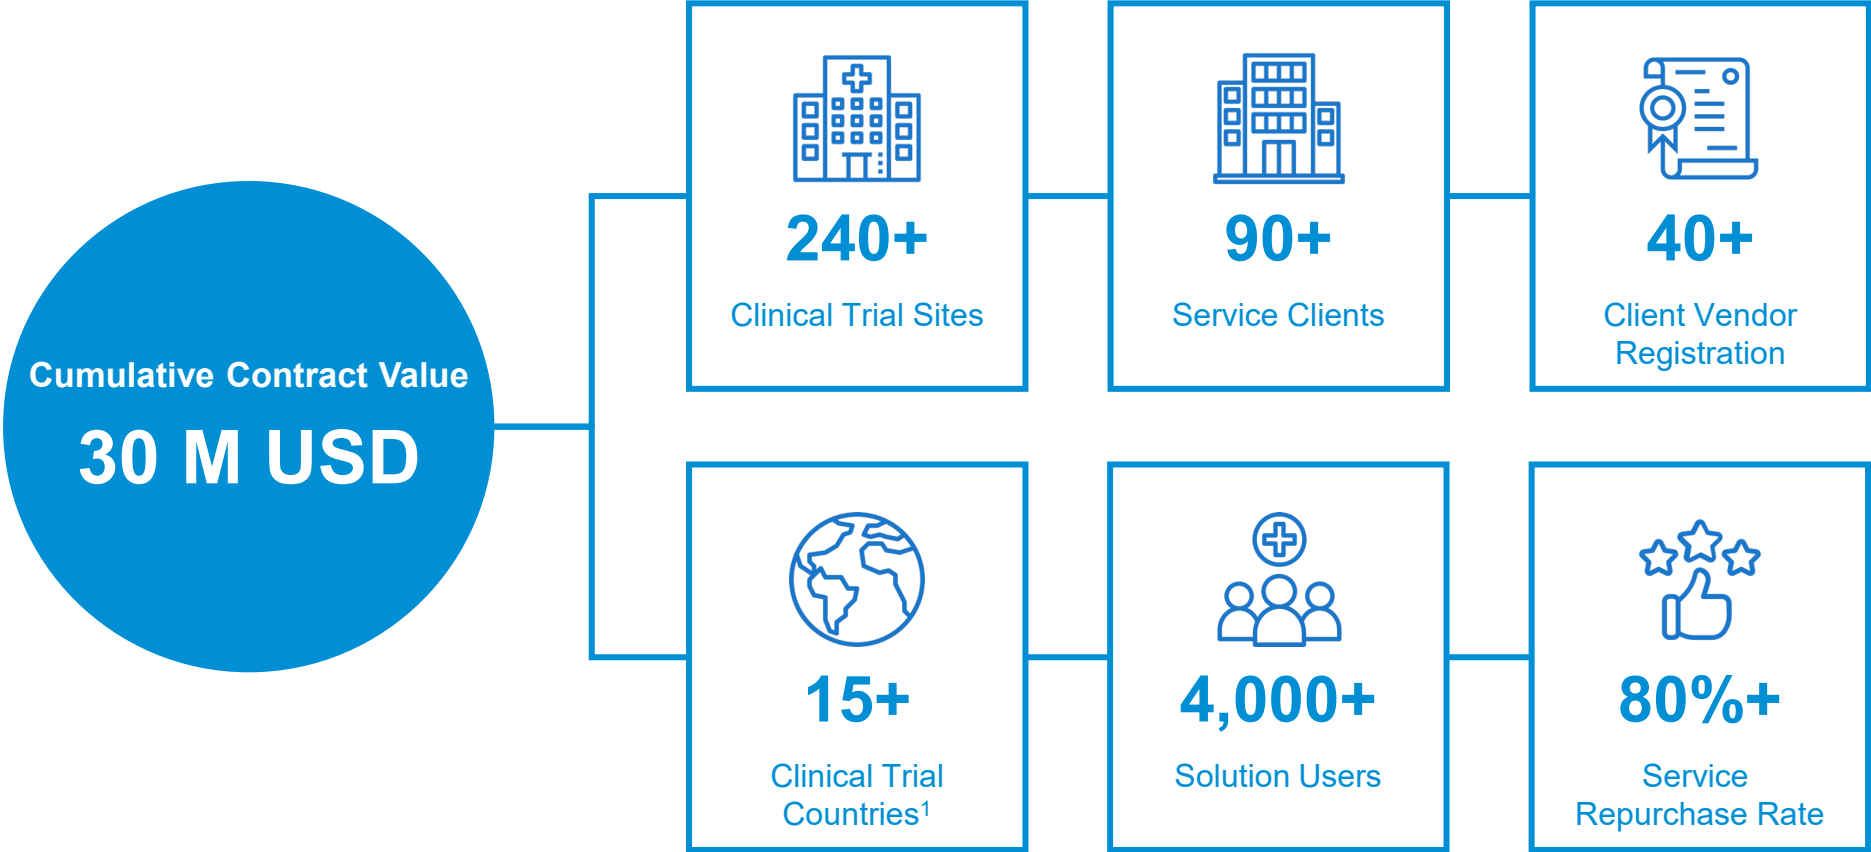 Cumulative Contract Value
30 M USD
240+
Clinical Trial Sites
90+
Service Clients
40+
Client Vendor
Registration
15+
Clinical Trial
Countries¹
4,000+
Solution Users
80%+
Service
Repurchase Rate